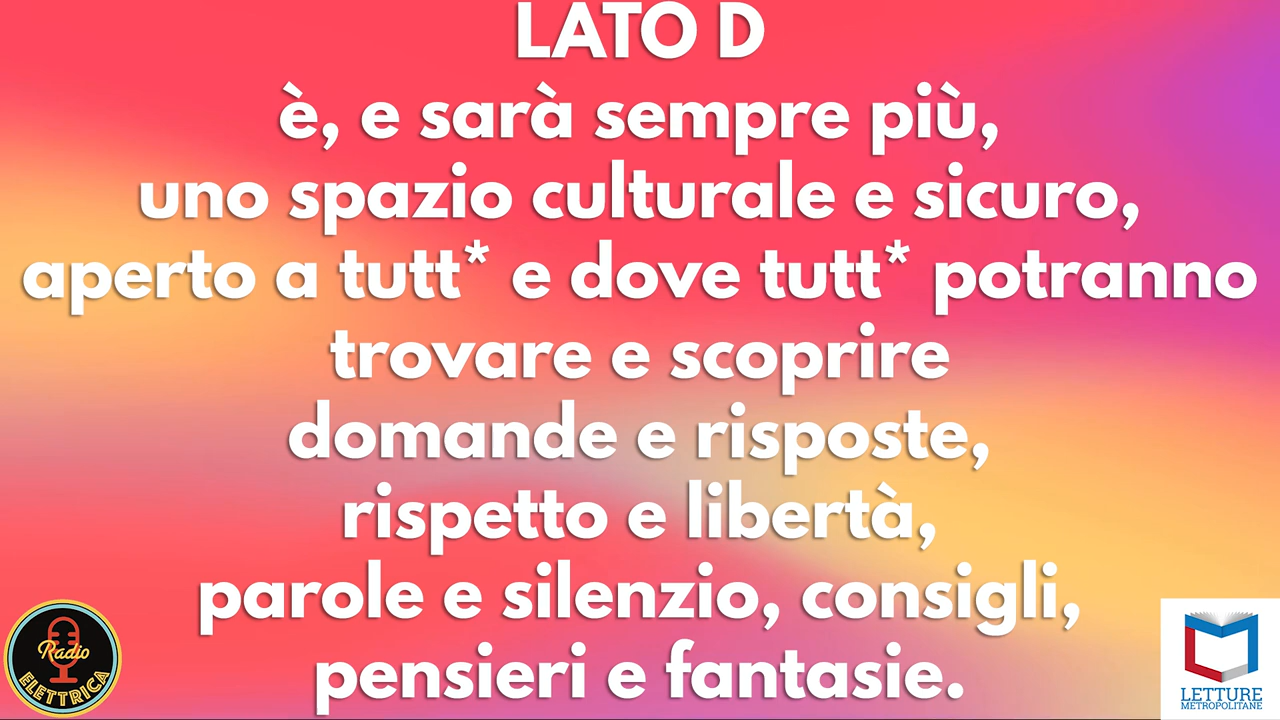 LATO D
è, e sarà sempre più,
uno spazio culturale e sicuro,
aperto a tutt* e dove tutt* potranno
trovare e scoprire
domande e risposte,
rispetto e libertà,
parole e silenzio, consigli,
pensieri e fantasie.
Radio
ELETTRICA
LETTURE
METROPOLITANE